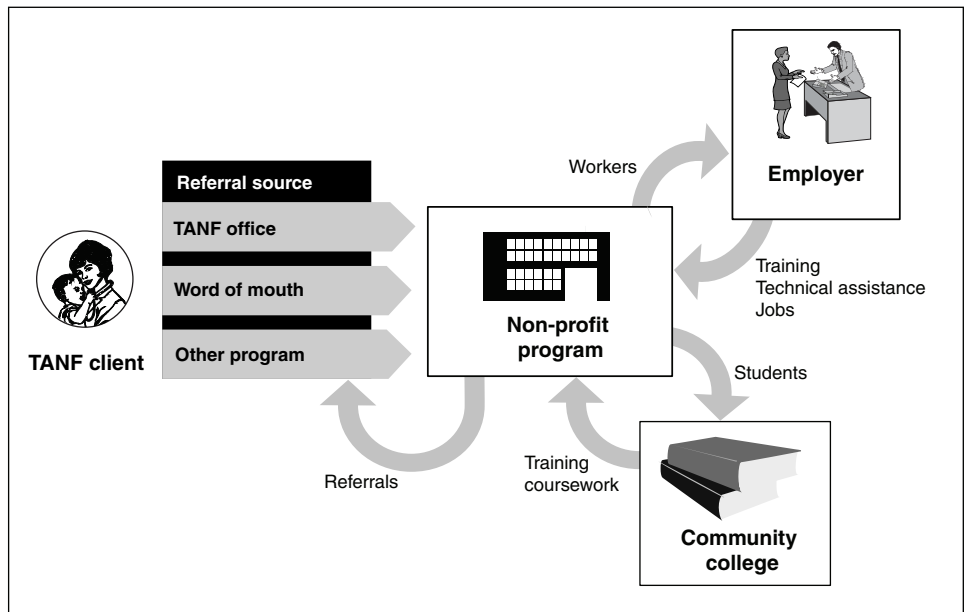 Referral source
TANF office
Word of mouth
Other program
TANF client
Non-profit
program
Workers
Employer
Training
Technical assistance
Jobs
Students
Referrals
Training
coursework
Community
college